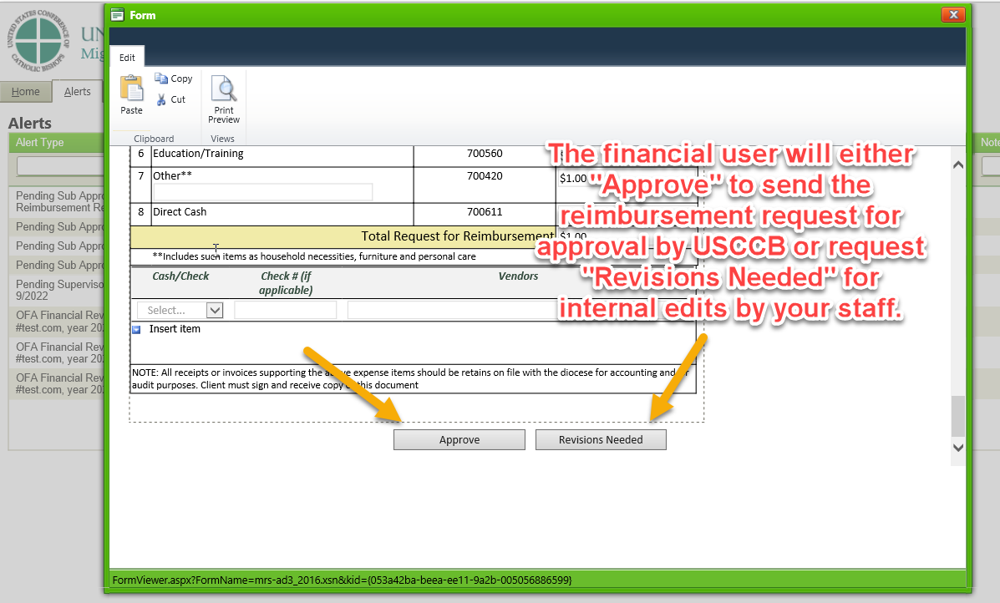 Form
UNITED STATES CONFERENCE OF CATHOLIC BISHOPS
UN
Mig
Edit
Home
Alerts
Paste
Copy
Cut
Print Preview
Clipboard
Views
Alerts
Alert Type
Note
Pending Sub Appro
Reimbursement Re
Pending Sub Appro
Pending Sub Appro
Pending Sub Appro
Pending Superviso
9/2022
OFA Financial Rev
#test.com, year 202
OFA Financial Rev
#test.com, year 202
OFA Financial Rev
#test.com, year 202
6 Education/Training 700560
7 Other** 700420 $1.00
8 Direct Cash 700611
Total Request for Reimbursement $1.00
**Includes such items as household necessities, furniture and personal care
Cash/Check Check # (if applicable) Vendors
Select...
Insert item
NOTE: All receipts or invoices supporting the above expense items should be retains on file with the diocese for accounting and/or
audit purposes. Client must sign and receive copy of this document
The financial user will either
"Approve" to send the
reimbursement request for
approval by USCCB or request
"Revisions Needed" for
internal edits by your staff.
Approve
Revisions Needed
FormViewer.aspx?FormName=mrs-ad3_2016.xsn&kid={053a42ba-beea-ee11-9a2b-005056886599}